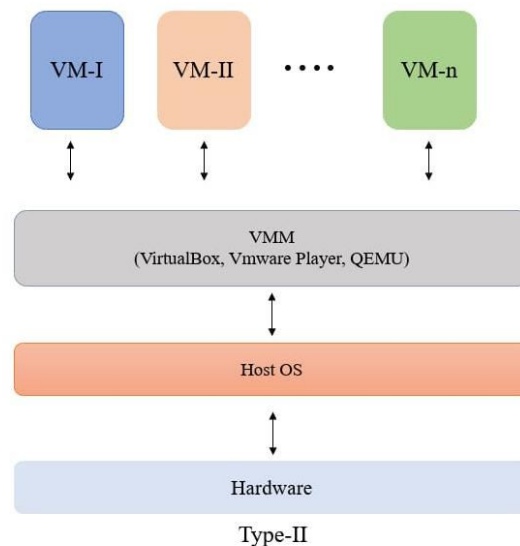 VM-I
VM-II
....
VM-n
VMM
(VirtualBox, Vmware Player, QEMU)
Host OS
Hardware
Type-II